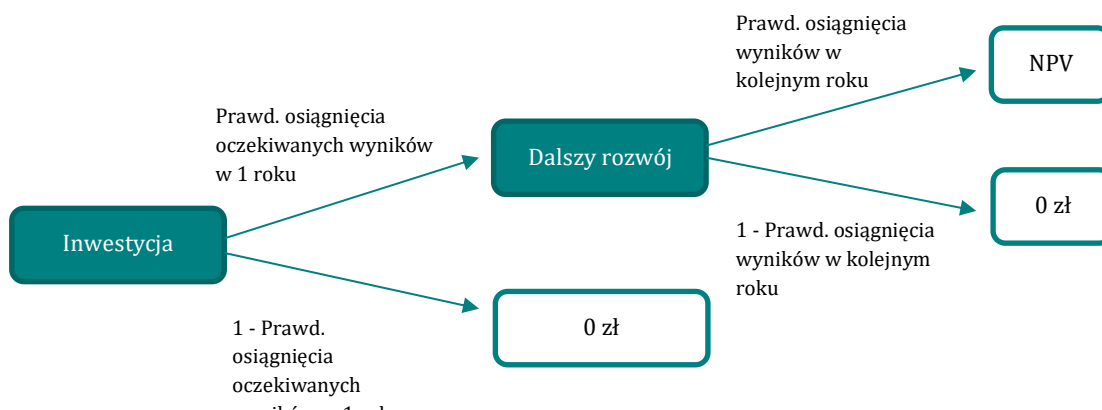 Prawd. osiągnięcia
wyników w
kolejnym roku
NPV
Prawd. osiągnięcia
oczekiwanych wyników
w 1 roku
Dalszy rozwój
0 zł
Inwestycja
1 - Prawd. osiągnięcia
wyników w kolejnym
roku
0 zł
1 - Prawd.
osiągnięcia
oczekiwanych